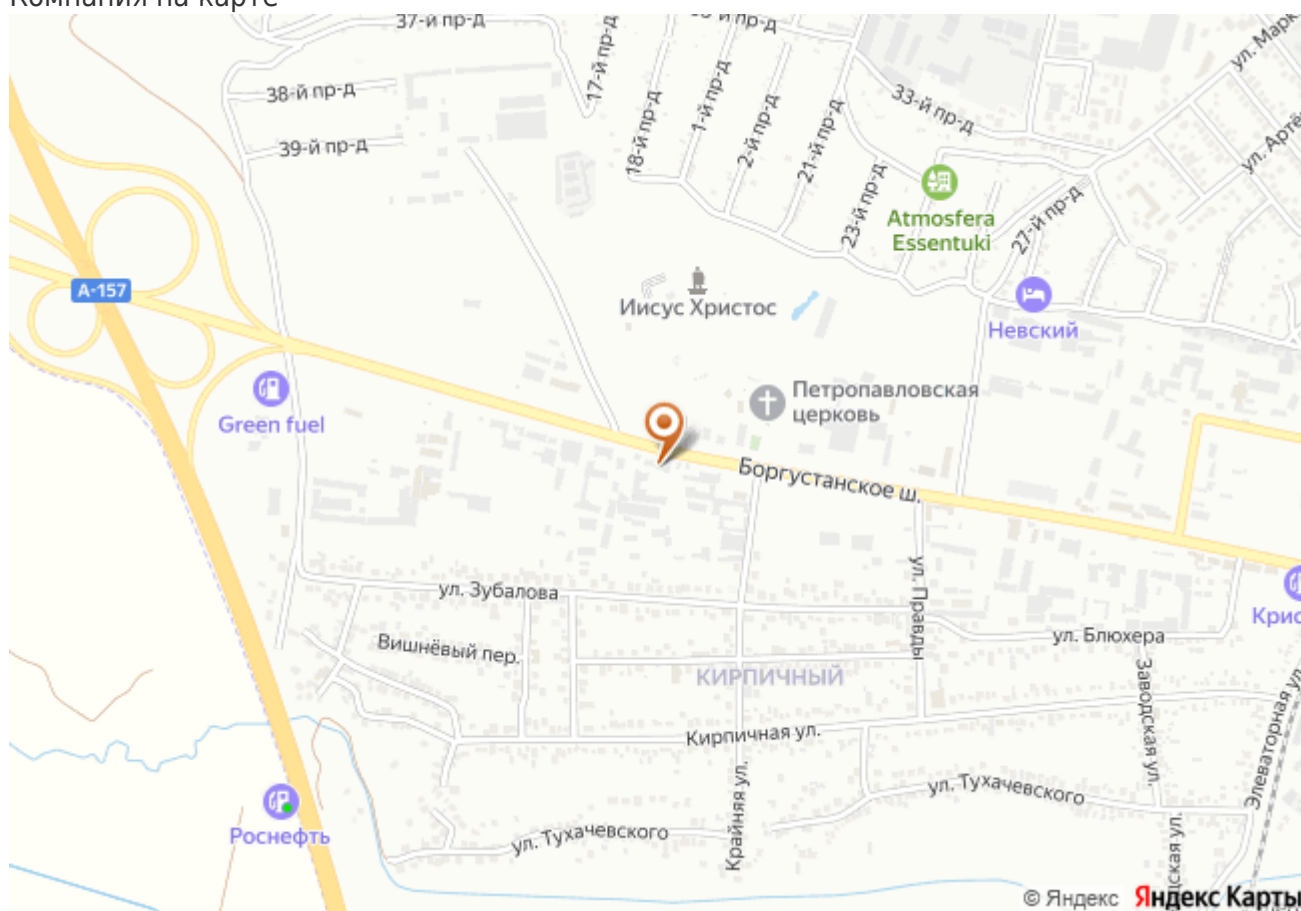 Компания на карте
37-й пр-д
38-й пр-д
39-й пр-д
17-й пр-д
18-й пр-д
1-й пр-д
2-й пр-д
21-й пр-д
23-й пр-д
33-й пр-д
27-й пр-д
Atmosfera
Essentuki
Невский
А-157
Иисус Христос
Петропавловская
церковь
Green fuel
Боргустанское ш.
ул. Зубалова
ул. Правды
ул. Блюхера
Вишнёвый пер.
КИРПИЧНЫЙ
Заводская ул.
Кирпичная ул.
Элеваторная ул.
Крайняя ул.
ул. Тухачевского
ул. Тухачевского
Роснефть
© Яндекс Яндекс Карты